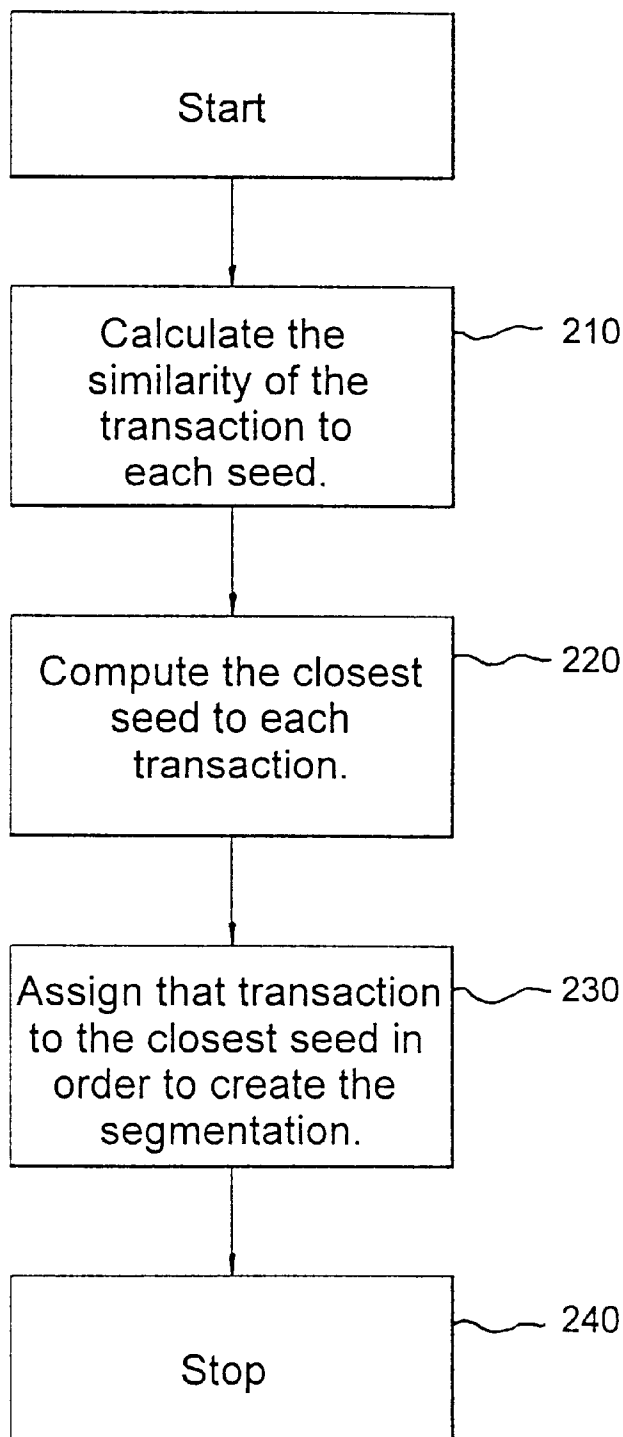 Start
Calculate the
similarity of the
transaction to
each seed.
210
Compute the closest
seed to each
transaction.
220
Assign that transaction
to the closest seed in
order to create the
segmentation.
230
Stop
240